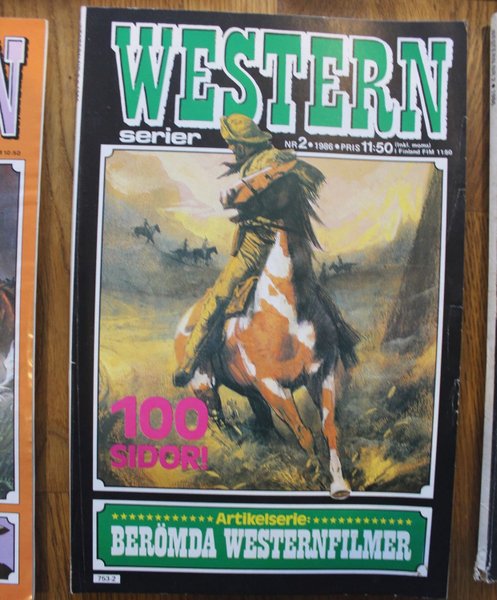 WESTERN
serier
NR 2 • 1986 • PRIS 11:50 (inkl. moms)
i Finland FIM 11:90
100
SIDOR!
Artikelserie:
BERÖMDA WESTERNFILMER
753-2
N